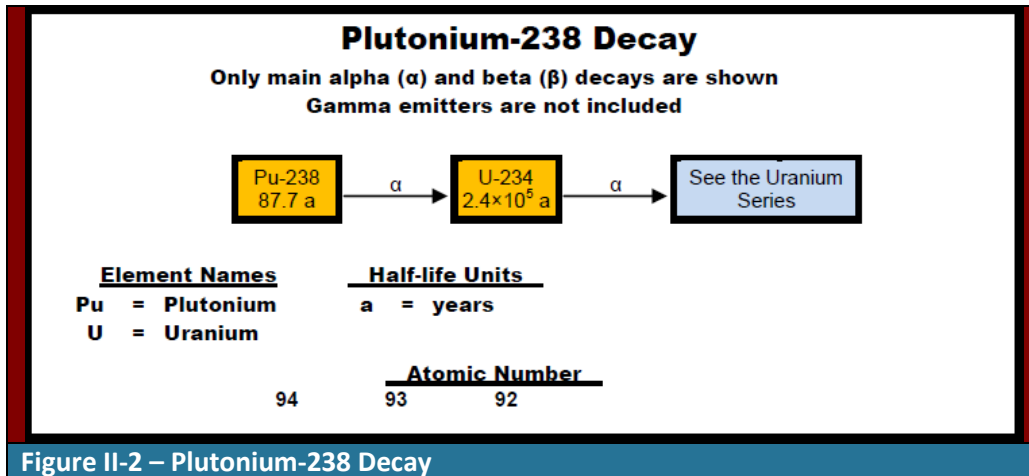 Plutonium-238 Decay
Only main alpha (α) and beta (β) decays are shown
Gamma emitters are not included
Pu-238
87.7 a
α
U-234
2.4×10⁵ a
α
See the Uranium
Series
Element Names
Pu = Plutonium
U = Uranium
Half-life Units
a = years
Atomic Number
94 93 92
Figure II-2 – Plutonium-238 Decay